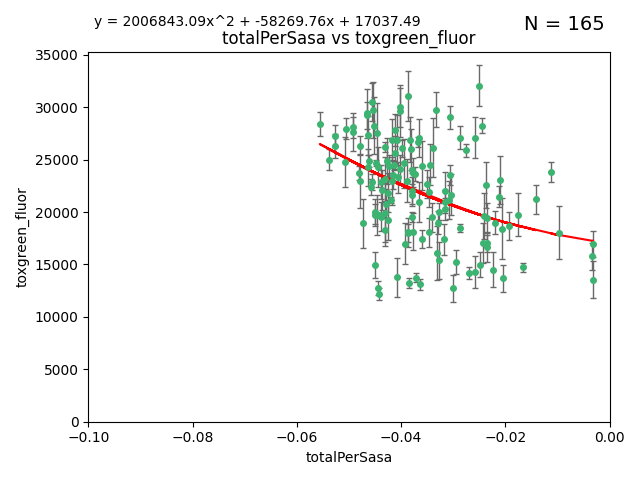 y = 2006843.09x^2 + -58269.76x + 17037.49
N = 165
totalPerSasa vs toxgreen_fluor
35000
30000
25000
20000
15000
10000
5000
0
toxgreen_fluor
−0.10
−0.08
−0.06
−0.04
−0.02
0.00
totalPerSasa